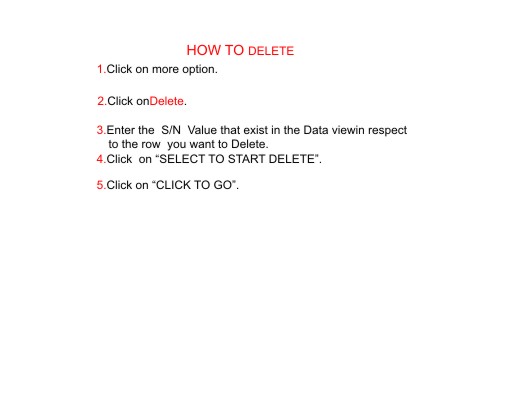 HOW TO DELETE
1.Click on more option.
2.Click onDelete.
3.Enter the  S/N  Value that exist in the Data viewin respect
to the row  you want to Delete.
4.Click  on “SELECT TO START DELETE”.
5.Click on “CLICK TO GO”.